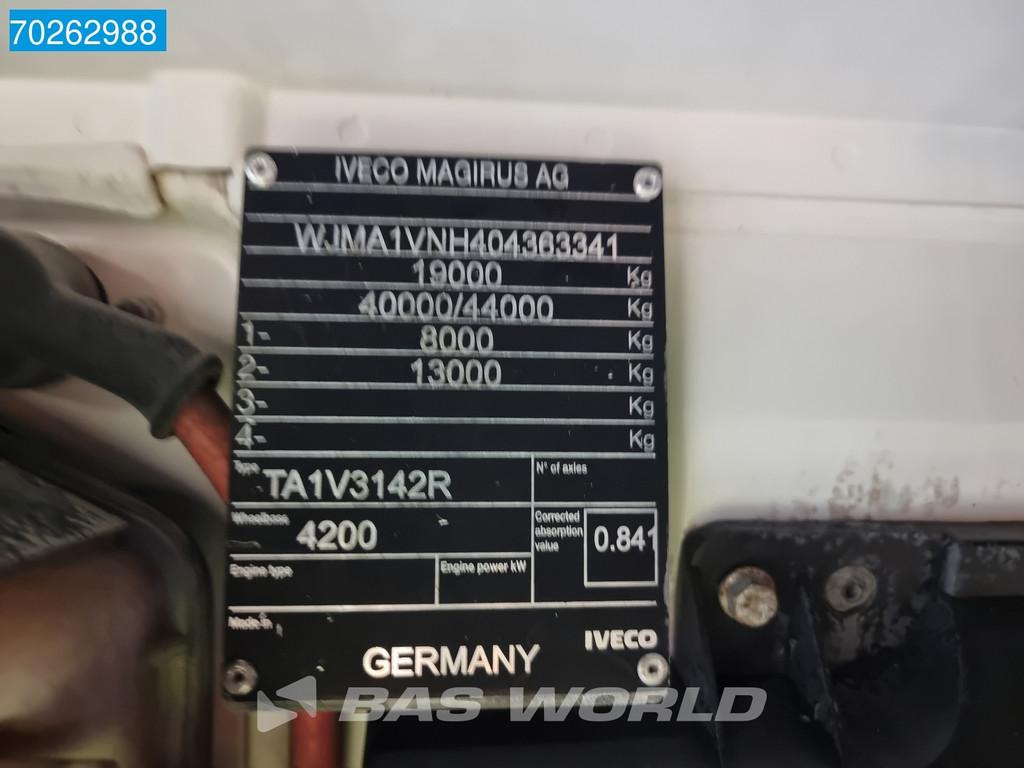 70262988
IVECO MAGIRUS AG
WJMA1VNH404363341
19000 Kg
40000/44000 Kg
1- 8000 Kg
2- 13000 Kg
3- Kg
4- Kg
Type TA1V3142R N° of axles
Wheelbase 4200
Corrected absorption value 0.841
Engine type Engine power kW
Made in GERMANY IVECO
BAS WORLD